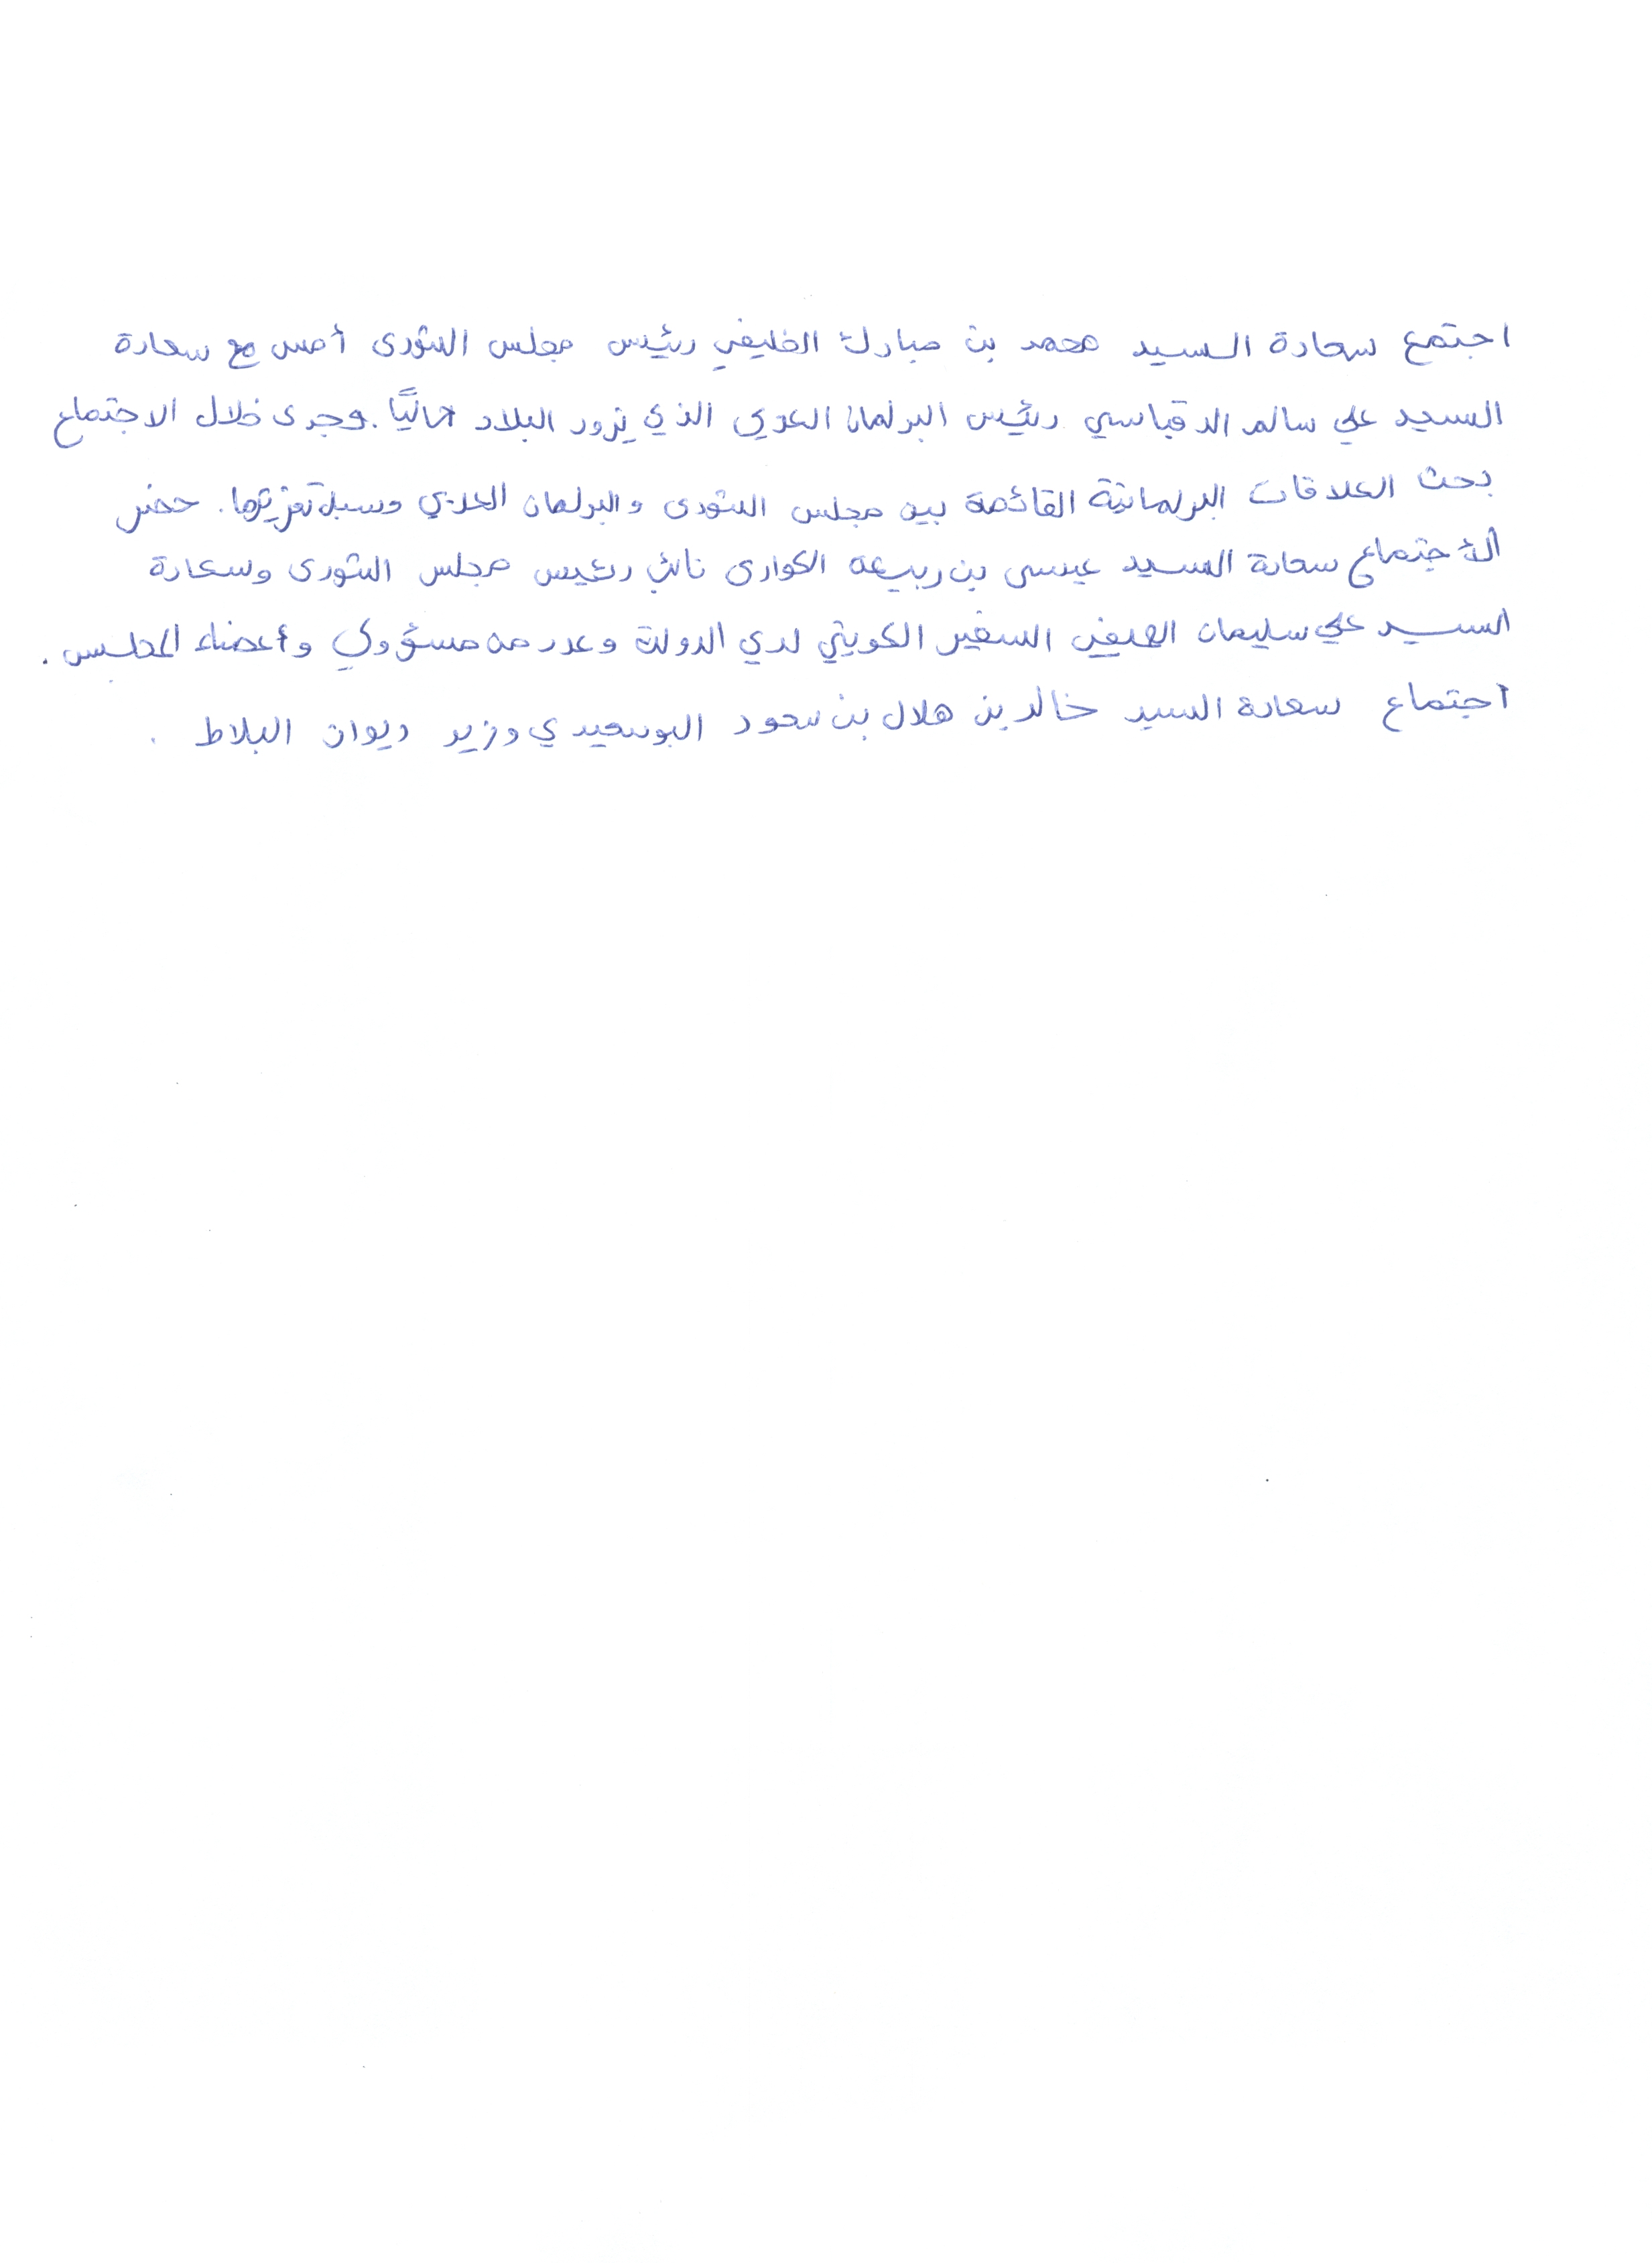 اجتمع سعادة السيد محمد بن مبارك الخليفي رئيس مجلس الشورى أمس مع سعادة
السيد علي سالم الدقباسي رئيس البرلمان العربي الذي يزور البلاد حاليًا. وجرى خلال الاجتماع
بحث العلاقات البرلمانية القائمة بين مجلس الشورى والبرلمان العربي وسبل تعزيزها. حضر
الاجتماع سعادة السيد عيسى بن ربيعه الكوارى نائب رئيس مجلس الشورى وسعادة
السيد علي سليمان الهيفي السفير الكويتي لدي الدولة وعدد من مسؤولي وأعضاء المجلس.
اجتماع سعادة السيد خالد بن هلال بن سعود البوسعيدي وزير ديوان البلاط.